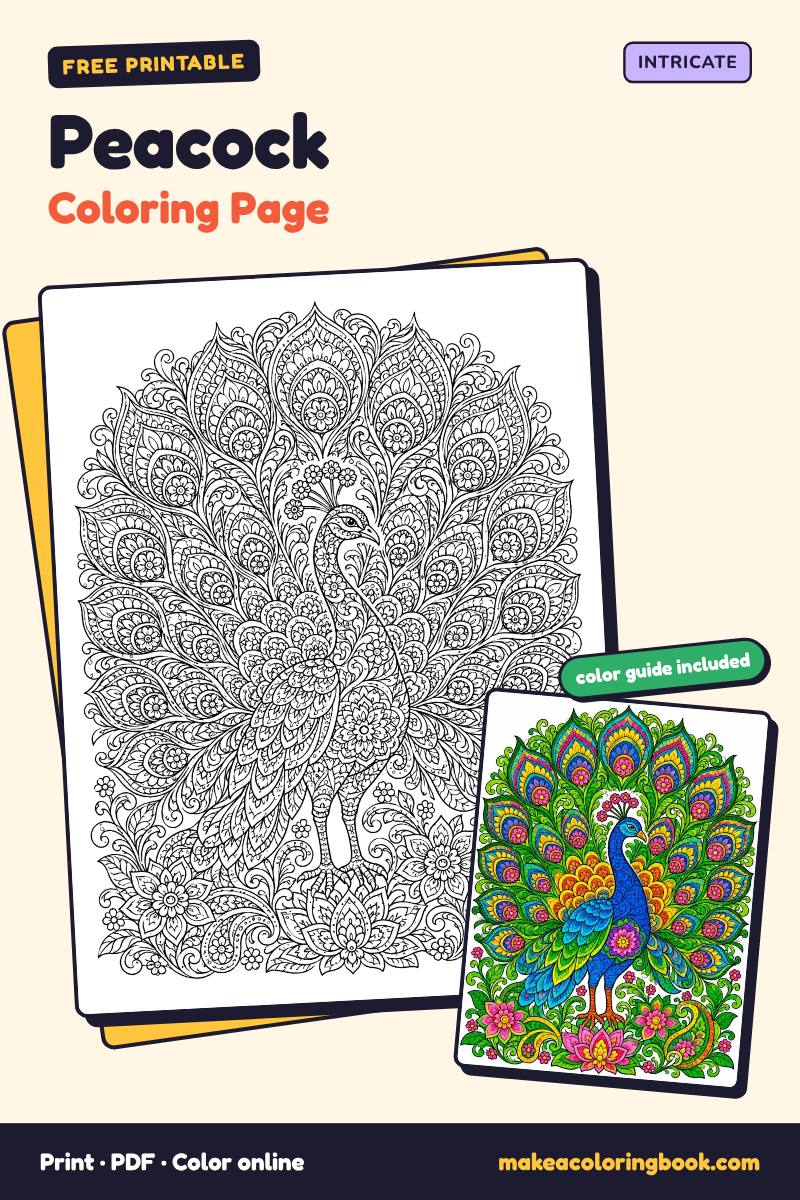 FREE PRINTABLE
INTRICATE
Peacock
Coloring Page
color guide included
Print · PDF · Color online
makeacoloringbook.com